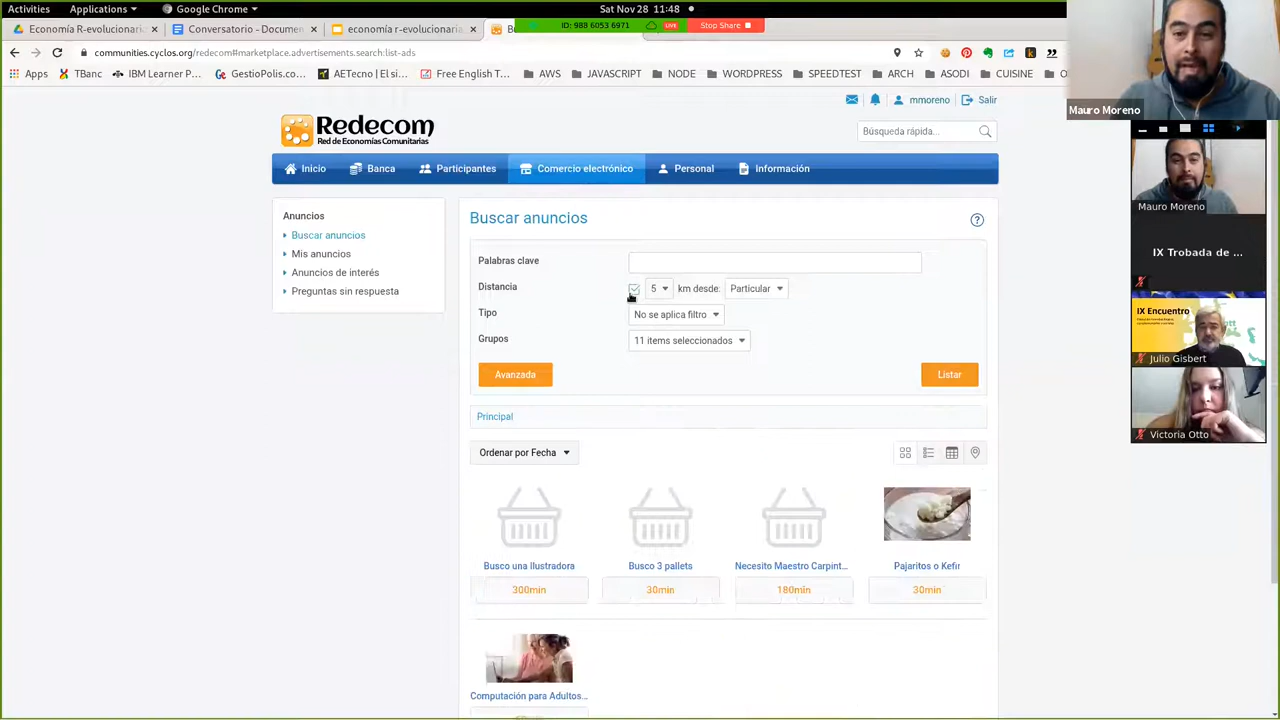 Activities Applications Google Chrome Sat Nov 28 11:48
ID: 988 6053 6971 LIVE Stop Share
Economía R-evolucionari Conversatorio - Docume economía r-evolucionari
communities.cyclos.org/redecom#marketplace.advertisements.search:list-ads
Apps TBanc IBM Learner P... GestioPolis.co... AETecno | El si... Free English T... AWS JAVASCRIPT NODE WORDPRESS SPEEDTEST ARCH ASODI CUISINE
Mauro Moreno
mmoreno Salir
Redecom
Red de Economías Comunitarias
Búsqueda rápida...
Inicio Banca Participantes Comercio electrónico Personal Información
Anuncios
Buscar anuncios
Mis anuncios
Anuncios de interés
Preguntas sin respuesta
Buscar anuncios ?
Palabras clave
Distancia 5 km desde: Particular
Tipo No se aplica filtro
Grupos 11 items seleccionados
Avanzada Listar
Principal
Ordenar por Fecha
Busco una Ilustradora Busco 3 pallets Necesito Maestro Carpint... Pajaritos o Kefir
300min 30min 180min 30min
Computación para Adultos...
Mauro Moreno
IX Trobada de ...
IX Encuentro
Julio Gisbert
Victoria Otto